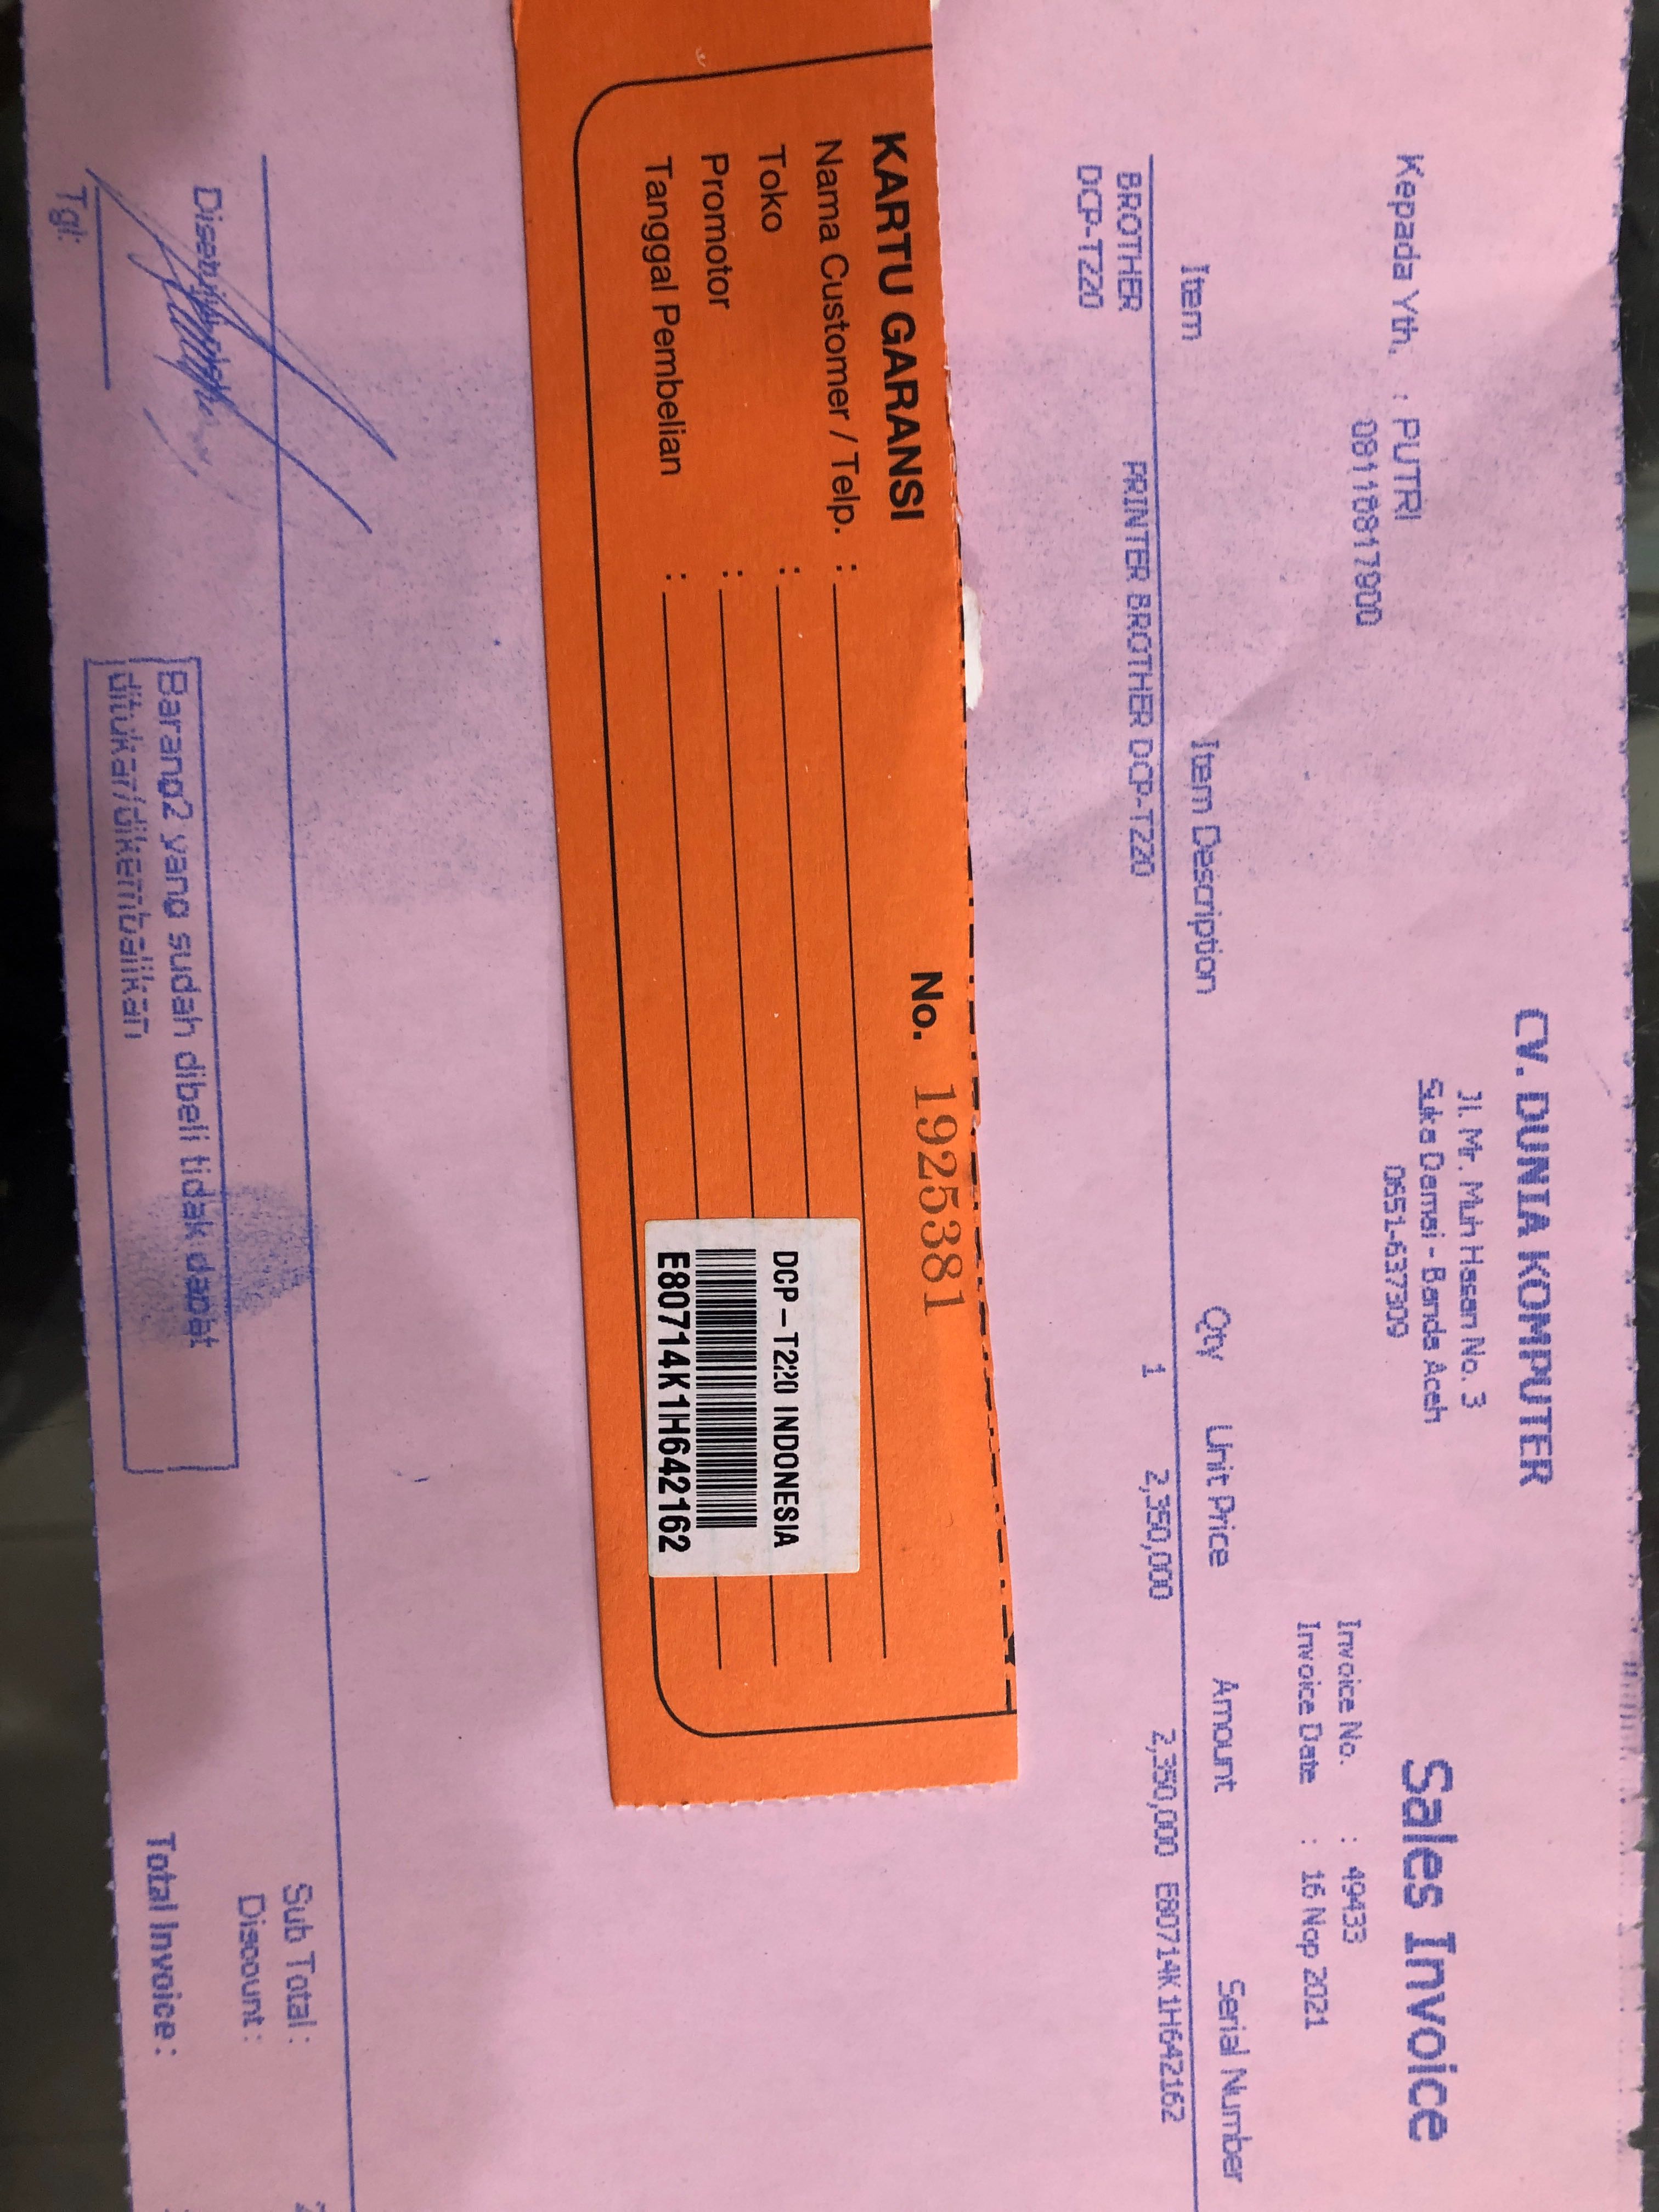 CV. DUNIA KOMPUTER
Jl. Mr. Muh Hasan No. 3
Suka Damai - Banda Aceh
0651-637309
Sales Invoice
Kepada Yth. : PUTRI
08116817900
Invoice No. : 49433
Invoice Date : 16 Nop 2021
Item Item Description Qty Unit Price Amount Serial Number
BROTHER DCP-T220 PRINTER BROTHER DCP-T220 1 2,350,000 2,350,000 E80714K1H642162
KARTU GARANSI No. 1925381
Nama Customer / Telp. :
Toko :
Promotor :
Tanggal Pembelian :
DCP-T220 INDONESIA
E80714K1H642162
Diserahkan
Tgl:
Barang2 yang sudah dibeli tidak dapat
ditukar/dikembalikan
Sub Total :
Discount :
Total Invoice :